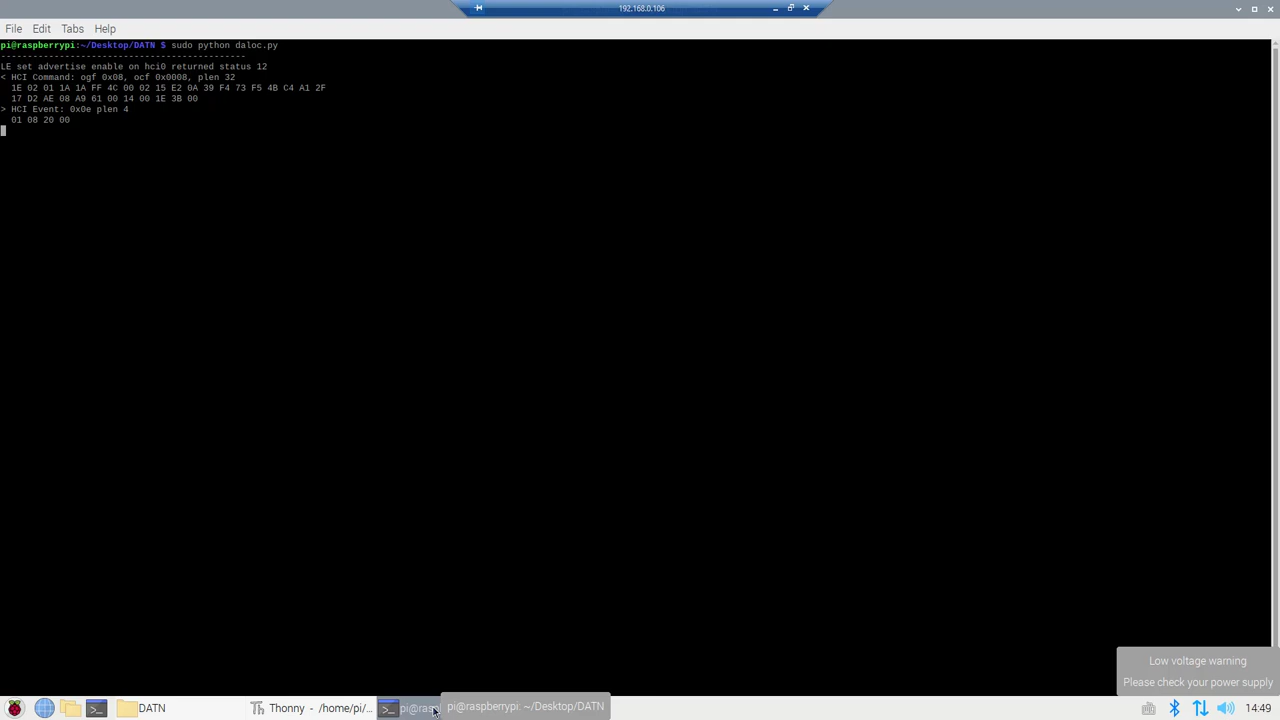 192.168.0.106
File Edit Tabs Help
pi@raspberrypi:~/Desktop/DATN $ sudo python daloc.py
----------------------------------------------
LE set advertise enable on hci0 returned status 12
< HCI Command: ogf 0x08, ocf 0x0008, plen 32
1E 02 01 1A 1A FF 4C 00 02 15 E2 0A 39 F4 73 F5 4B C4 A1 2F
17 D2 AE 08 A9 61 00 14 00 1E 3B 00
> HCI Event: 0x0e plen 4
01 08 20 00
Low voltage warning
Please check your power supply
DATN Thonny - /home/pi/... pi@rasp pi@raspberrypi: ~/Desktop/DATN 14:49